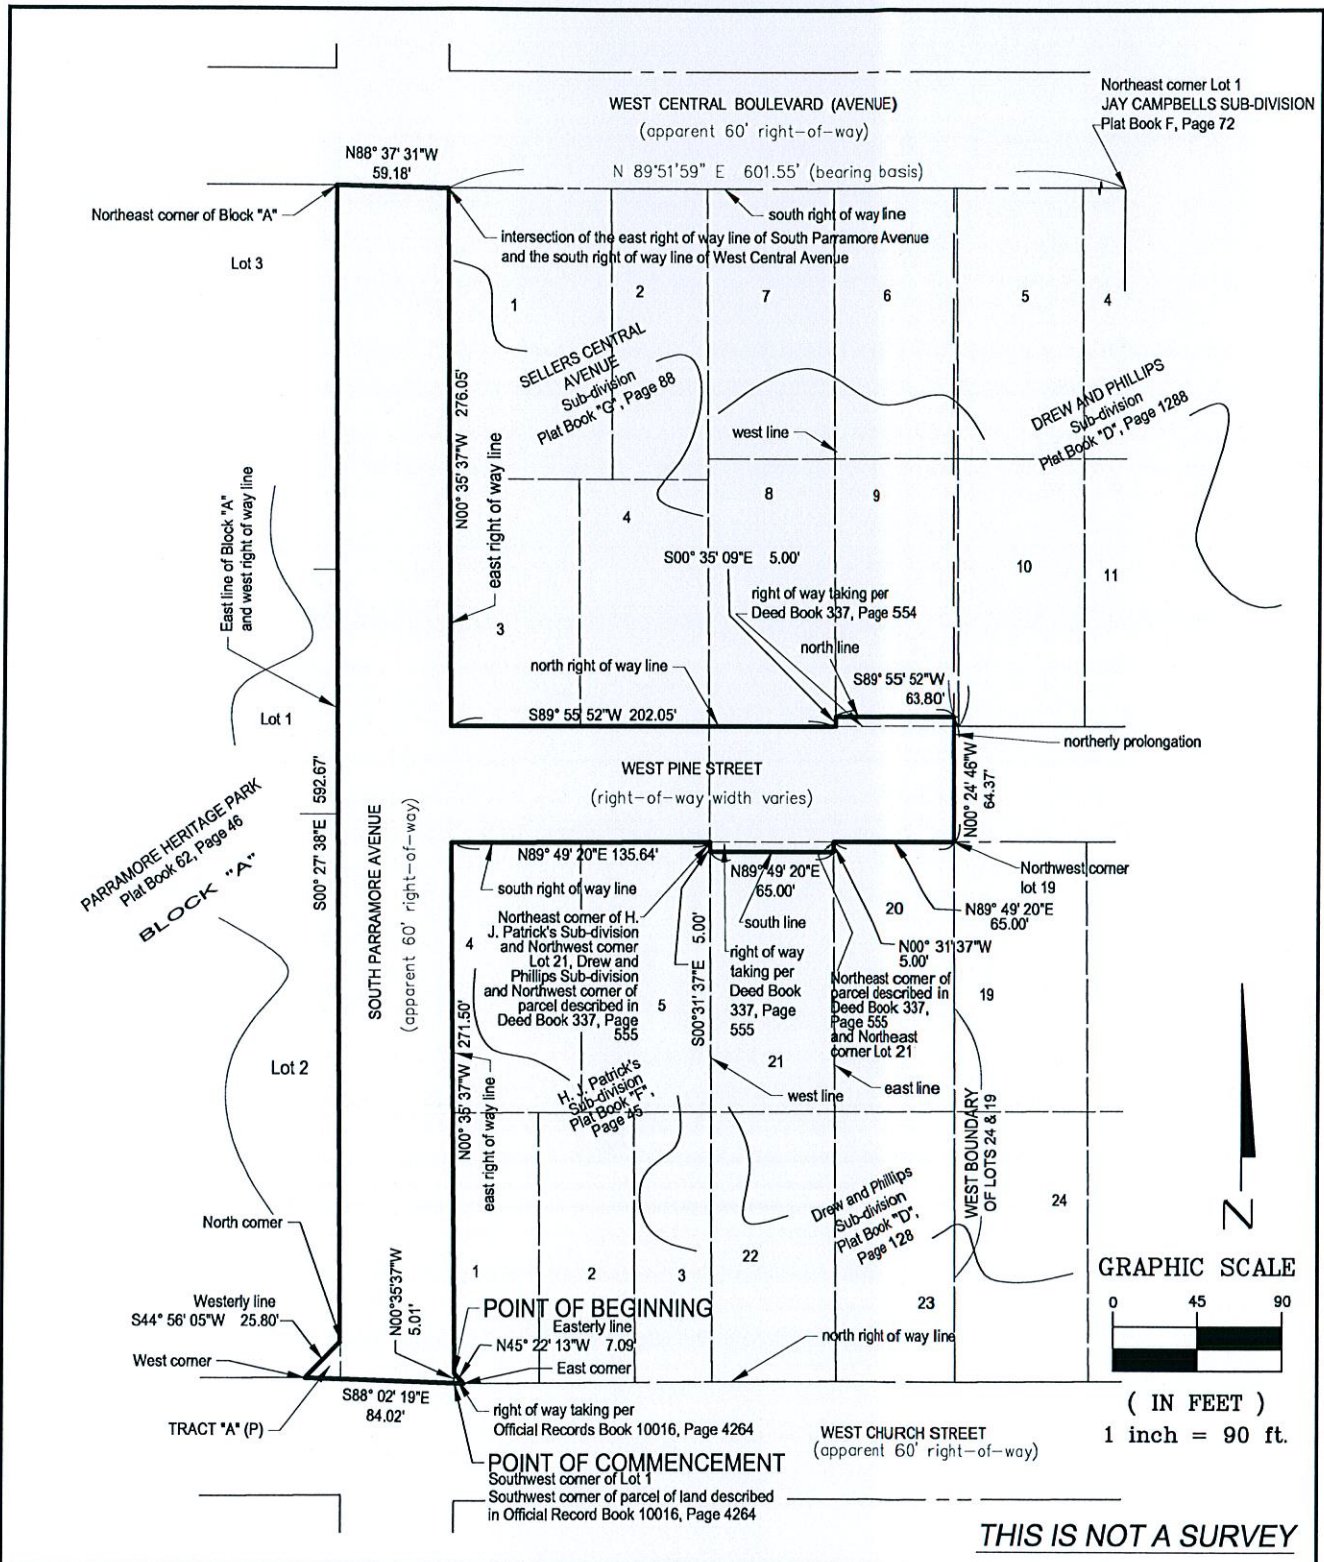 WEST CENTRAL BOULEVARD (AVENUE)
(apparent 60' right-of-way)
Northeast corner Lot 1
JAY CAMPBELLS SUB-DIVISION
Plat Book F, Page 72
N88° 37' 31"W
59.18'
N 89°51'59" E 601.55' (bearing basis)
Northeast corner of Block "A"
south right of way line
intersection of the east right of way line of South Parramore Avenue
and the south right of way line of West Central Avenue
Lot 3
1
2
7
6
5
4
SELLERS CENTRAL
AVENUE
Sub-division
Plat Book "G", Page 88
DREW AND PHILLIPS
Sub-division
Plat Book "D", Page 1288
N00° 35' 37"W 276.05'
east right of way line
west line
East line of Block "A"
and west right of way line
8
9
4
10
11
3
S00° 35' 09"E 5.00'
right of way taking per
Deed Book 337, Page 554
north line
north right of way line
S89° 55' 52"W
63.80'
S89° 55' 52"W 202.05'
Lot 1
northerly prolongation
WEST PINE STREET
(right-of-way width varies)
N00° 24' 46"W
64.37'
S00° 27' 38"E 592.67'
PARRAMORE HERITAGE PARK
Plat Book 62, Page 46
BLOCK "A"
SOUTH PARRAMORE AVENUE
(apparent 60' right-of-way)
N89° 49' 20"E 135.64'
south right of way line
N89° 49' 20"E
65.00'
south line
Northwest corner
lot 19
N89° 49' 20"E
65.00'
20
N00° 31' 37"W
5.00'
4
Northeast corner of H.
J. Patrick's Sub-division
and Northwest corner
Lot 21, Drew and
Phillips Sub-division
and Northwest corner of
parcel described in
Deed Book 337, Page
555
5
S00°31' 37"E 5.00'
right of way
taking per
Deed Book
337, Page
555
Northeast corner of
parcel described in
Deed Book 337,
Page 555
and Northeast
corner Lot 21
19
21
N00° 35' 37"W 271.50'
east right of way line
Lot 2
H. J. Patrick's
Sub-division
Plat Book "F",
Page 45
west line
east line
WEST BOUNDARY
OF LOTS 24 & 19
24
Drew and Phillips
Sub-division
Plat Book "D",
Page 128
North corner
1
2
3
22
23
N
GRAPHIC SCALE
0 45 90
( IN FEET )
1 inch = 90 ft.
Westerly line
S44° 56' 05"W 25.80'
N00°35'37"W
5.01'
POINT OF BEGINNING
Easterly line
N45° 22' 13"W 7.09'
north right of way line
West corner
East corner
S88° 02' 19"E
84.02'
TRACT "A" (P)
right of way taking per
Official Records Book 10016, Page 4264
WEST CHURCH STREET
(apparent 60' right-of-way)
POINT OF COMMENCEMENT
Southwest corner of Lot 1
Southwest corner of parcel of land described
in Official Record Book 10016, Page 4264
THIS IS NOT A SURVEY